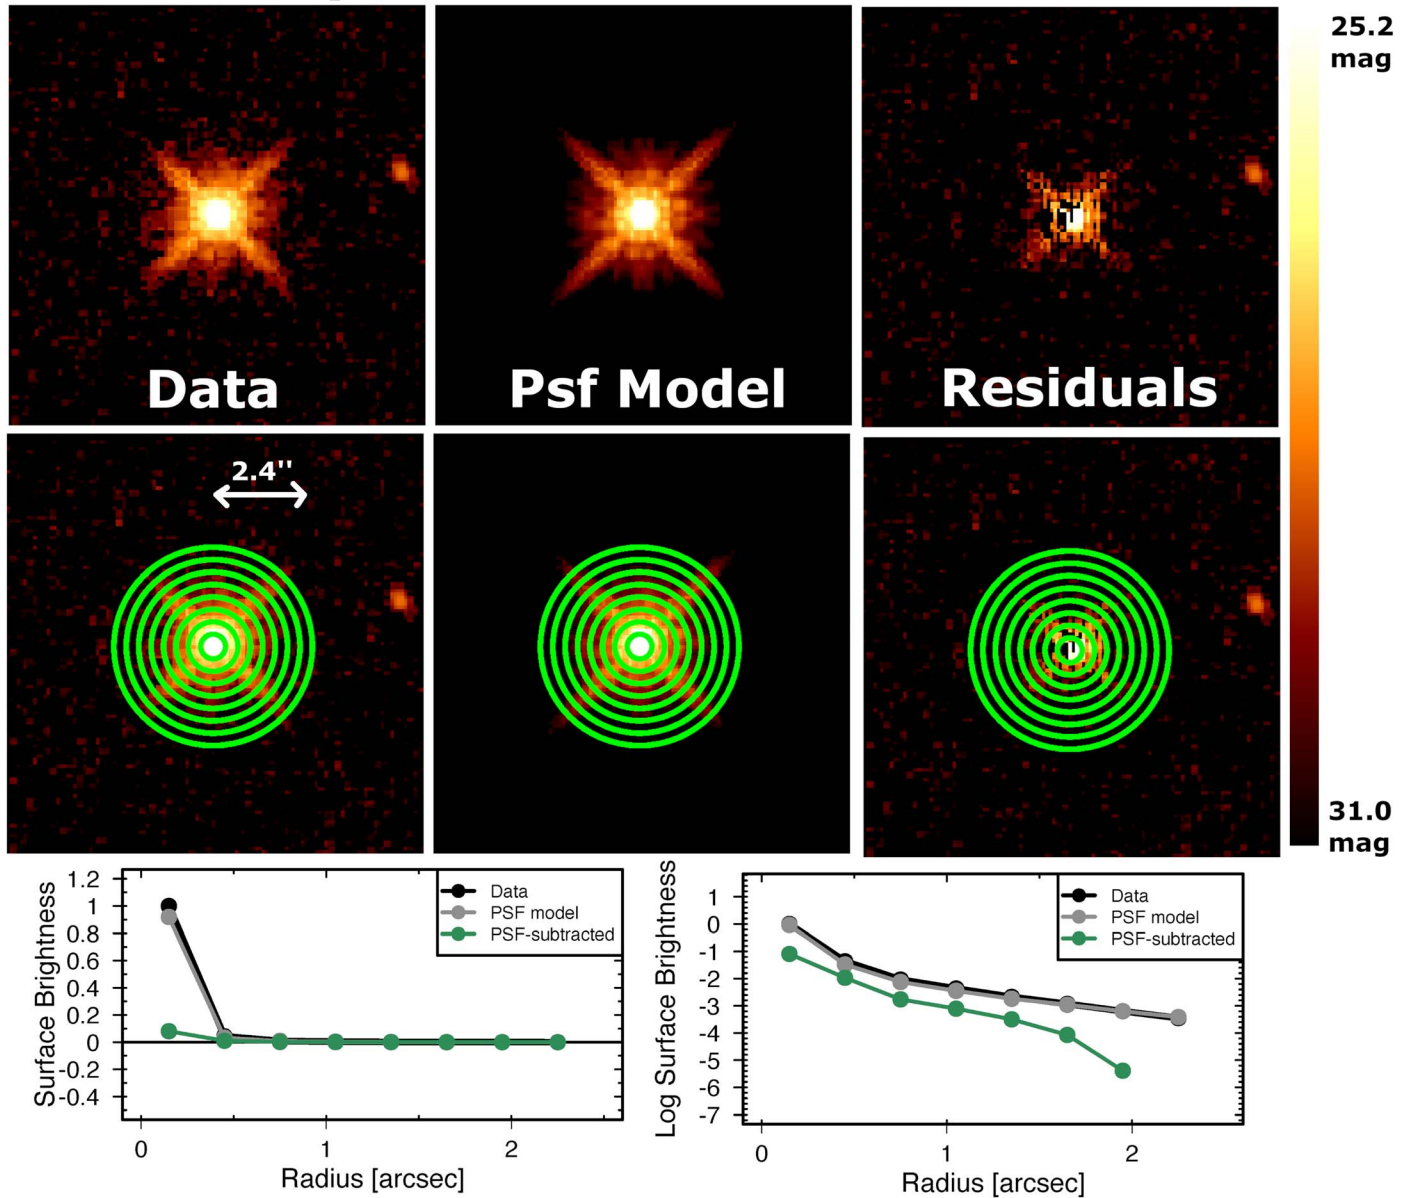 25.2
mag
Data
Psf Model
Residuals
2.4''
31.0
mag
Surface Brightness
1.2
1
0.8
0.6
0.4
0.2
0
-0.2
-0.4
Data
PSF model
PSF-subtracted
0
1
2
Radius [arcsec]
Log Surface Brightness
1
0
-1
-2
-3
-4
-5
-6
-7
Data
PSF model
PSF-subtracted
0
1
2
Radius [arcsec]